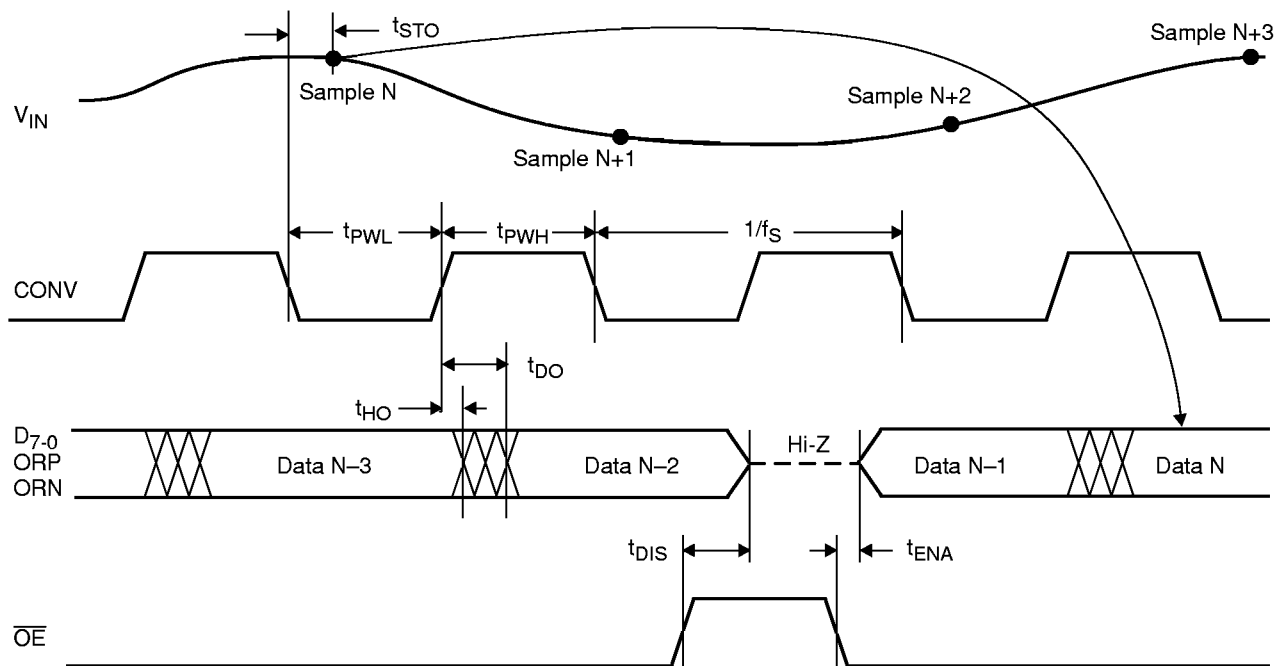 tSTO
Sample N+3
Sample N
Sample N+2
VIN
Sample N+1
tPWL
tPWH
1/fS
CONV
tDO
tHO
D7-0
ORP
ORN
Data N–3
Data N–2
Hi-Z
Data N–1
Data N
tDIS
tENA
OE